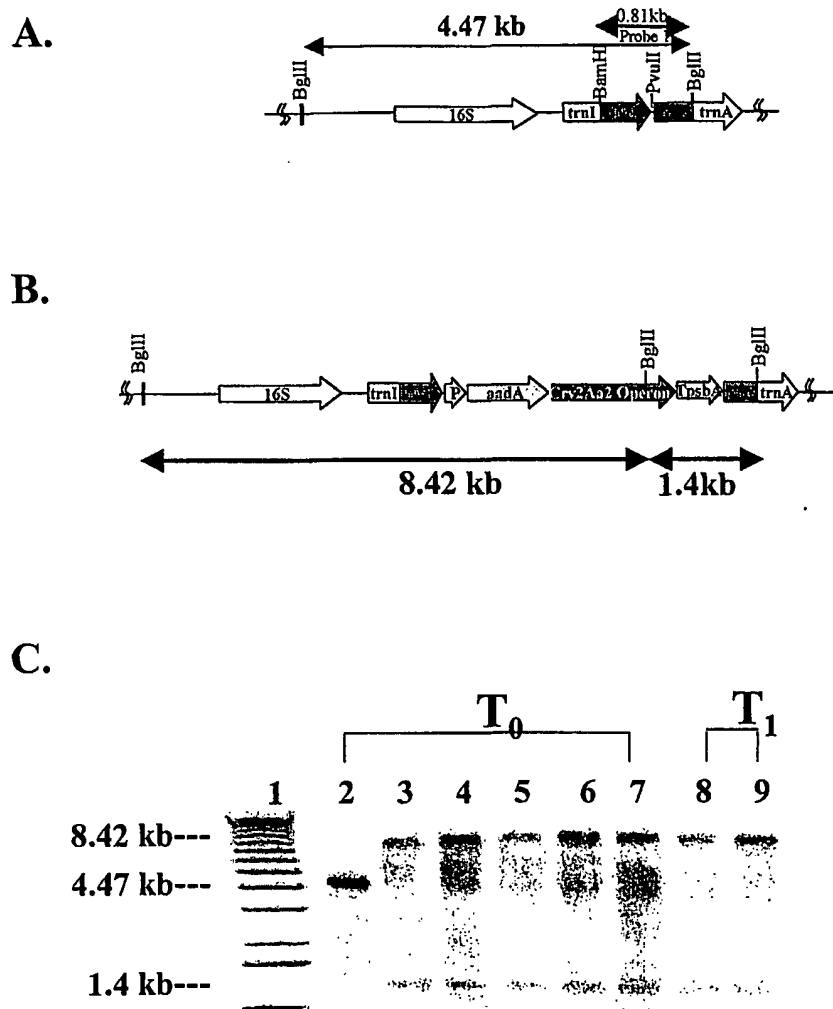 A.
0.81kb
4.47 kb
Probe
BglII
BamHI
PvuII
BglII
16S
trnI
trnA
B.
BglII
BglII
BglII
16S
trnI
P
aadA
Cry2Aa2 Operon
TpsbA
trnA
8.42 kb
1.4kb
C.
T0
T1
1 2 3 4 5 6 7 8 9
8.42 kb---
4.47 kb---
1.4 kb---